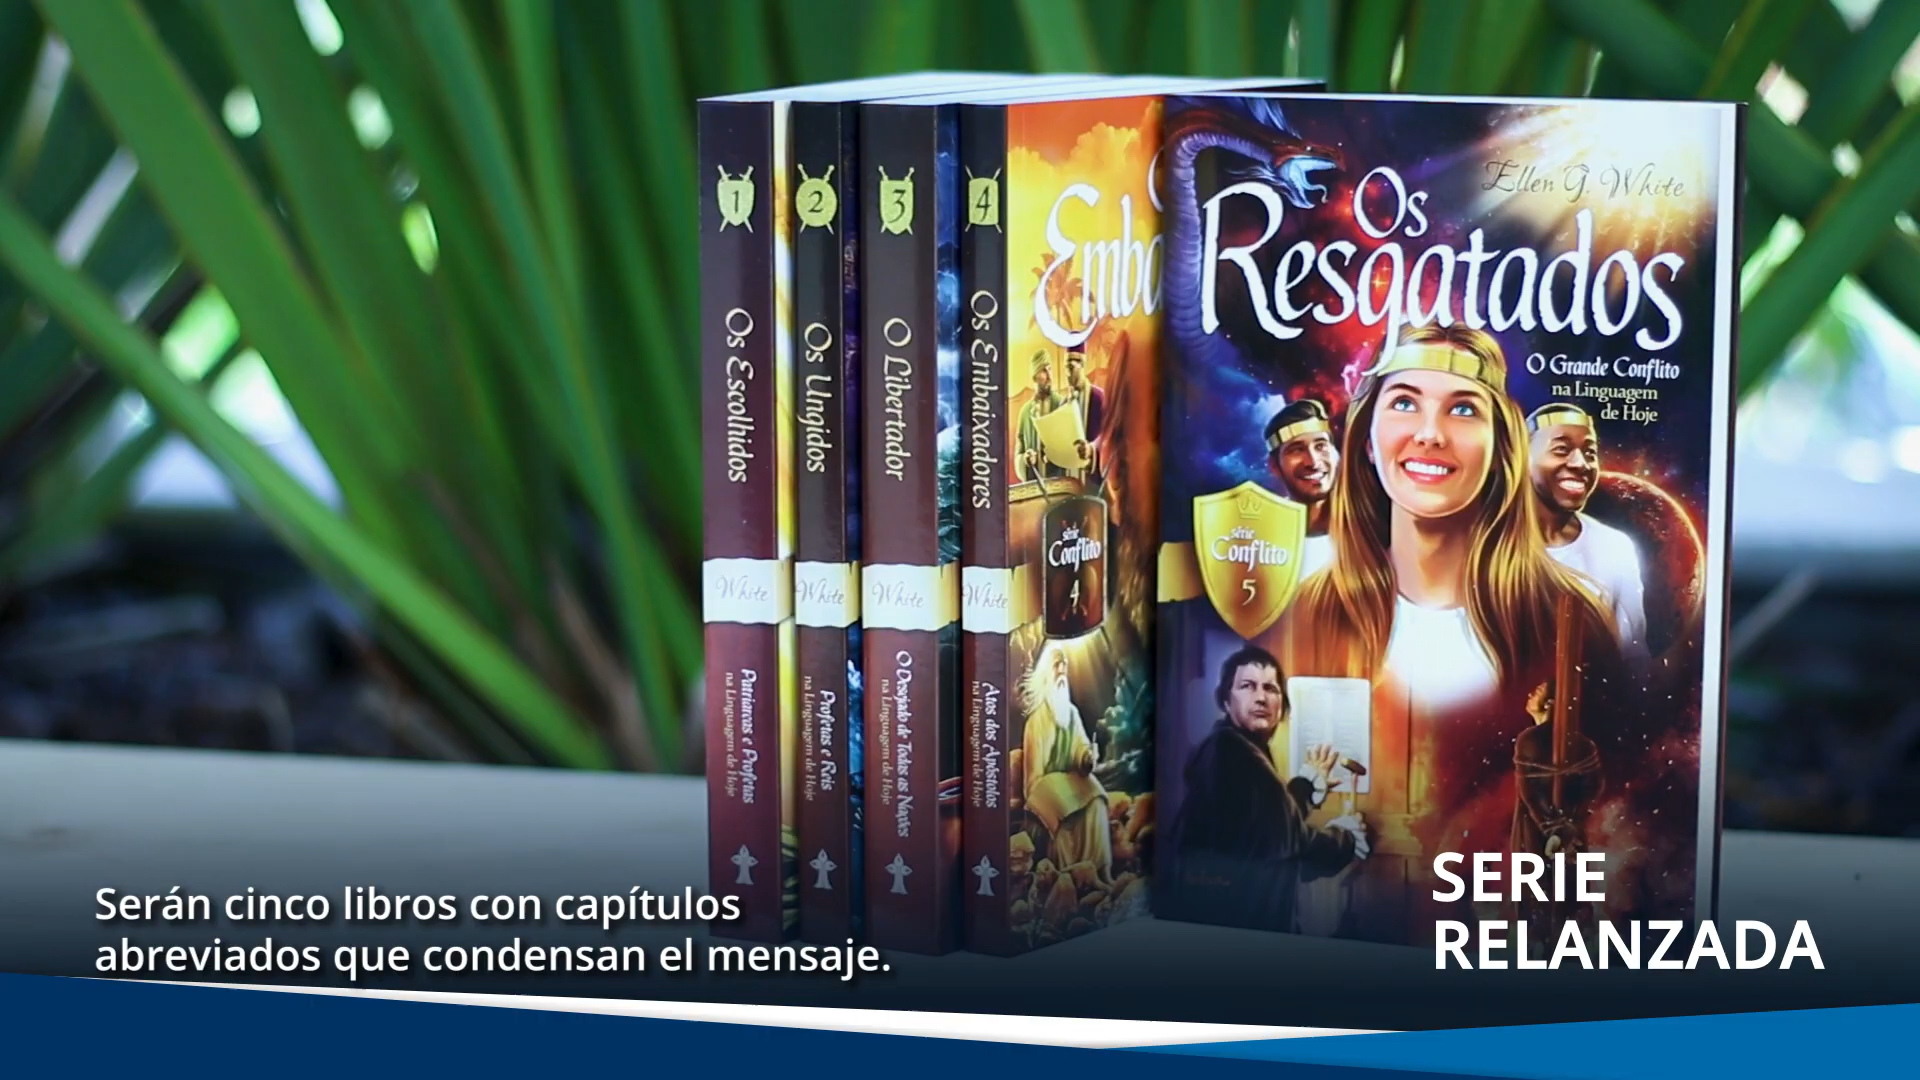 1
Os Escolhidos
White
Patriarcas e Profetas
na Linguagem de Hoje
2
Os Ungidos
White
Profetas e Reis
na Linguagem de Hoje
3
O Libertador
White
O Desejado de Todas as Nações
na Linguagem de Hoje
4
Os Embaixadores
White
Atos dos Apóstolos
na Linguagem de Hoje
Emba
série
Conflito
4
Ellen G. White
Os
Resgatados
O Grande Conflito
na Linguagem
de Hoje
série
Conflito
5
Serán cinco libros con capítulos
abreviados que condensan el mensaje.
SERIE
RELANZADA